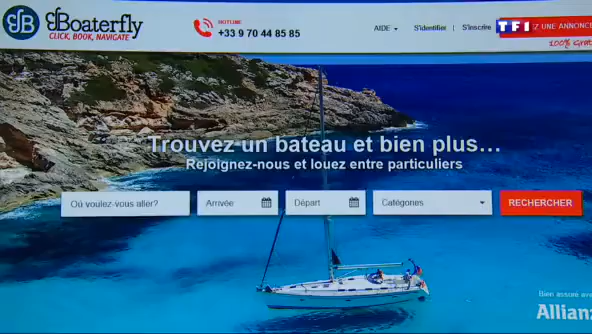 Boaterfly
CLICK, BOOK, NAVIGATE
HOTLINE
+33 9 70 44 85 85
AIDE
S'identifier | S'inscrire
TF1
Z UNE ANNONCE
100% Grat
Trouvez un bateau et bien plus...
Rejoignez-nous et louez entre particuliers
Où voulez-vous aller?
Arrivée
Départ
Catégories
RECHERCHER
Bien assuré ave
Allianz